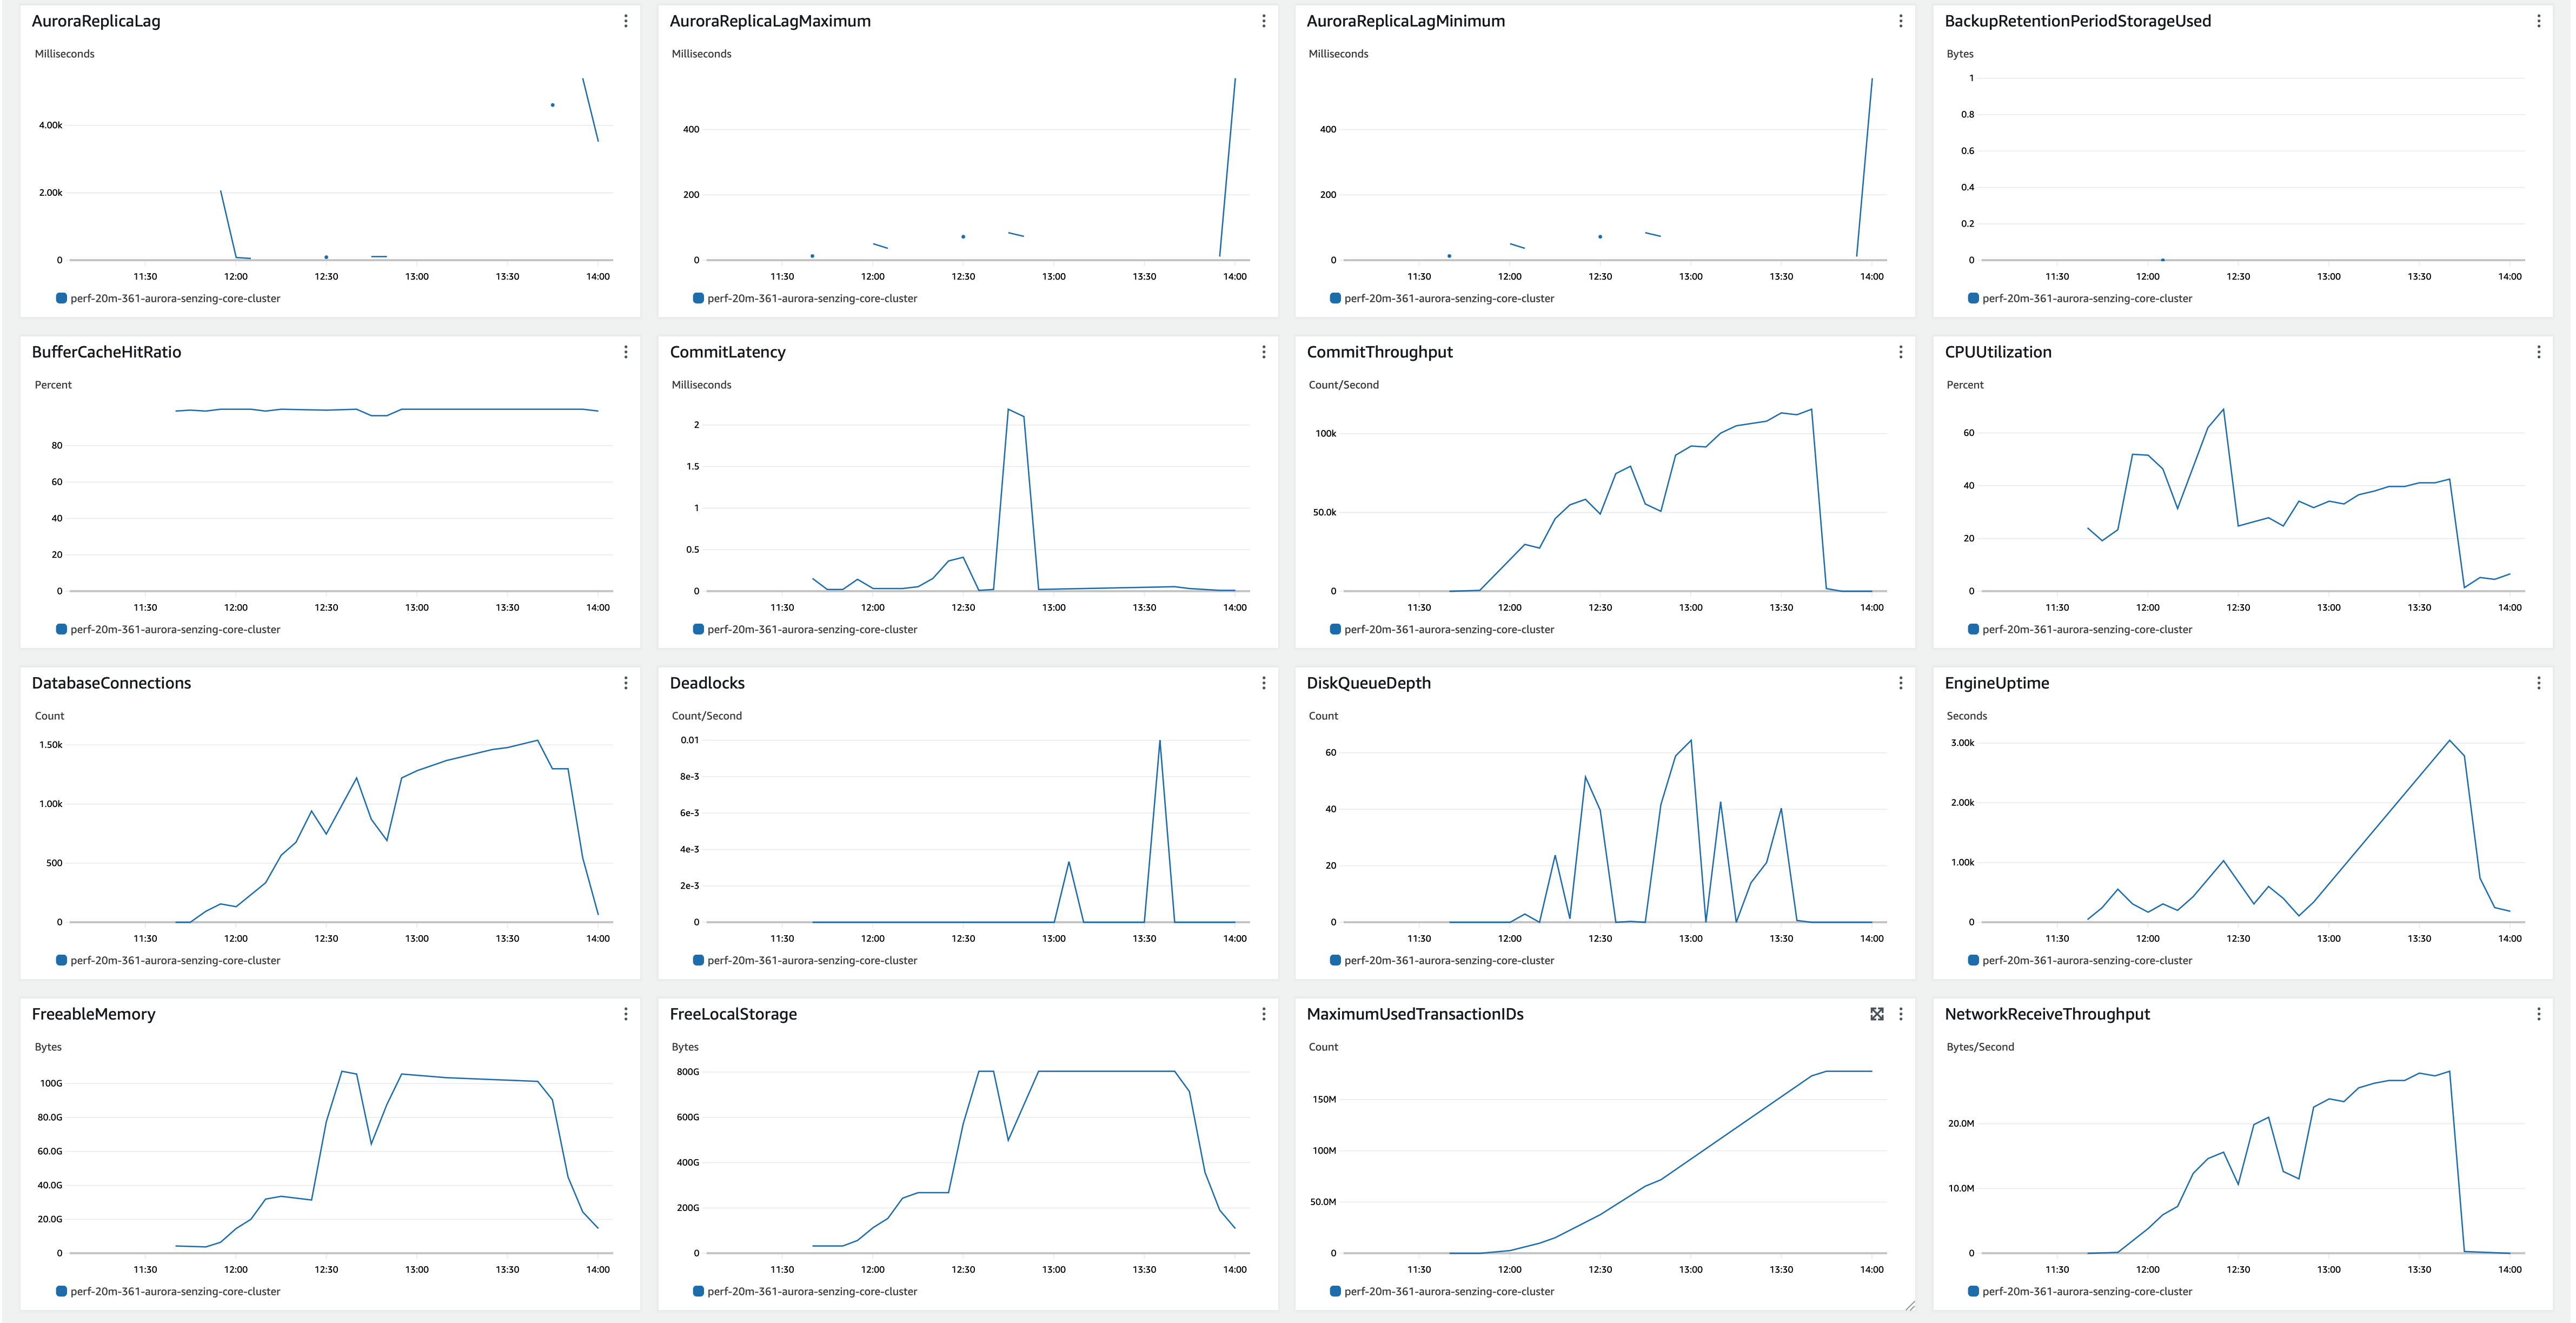 AuroraReplicaLag
Milliseconds
4.00k
2.00k
0
11:30 12:00 12:30 13:00 13:30 14:00
perf-20m-361-aurora-senzing-core-cluster
AuroraReplicaLagMaximum
Milliseconds
400
200
0
11:30 12:00 12:30 13:00 13:30 14:00
perf-20m-361-aurora-senzing-core-cluster
AuroraReplicaLagMinimum
Milliseconds
400
200
0
11:30 12:00 12:30 13:00 13:30 14:00
perf-20m-361-aurora-senzing-core-cluster
BackupRetentionPeriodStorageUsed
Bytes
1
0.8
0.6
0.4
0.2
0
11:30 12:00 12:30 13:00 13:30 14:00
perf-20m-361-aurora-senzing-core-cluster
BufferCacheHitRatio
Percent
80
60
40
20
0
11:30 12:00 12:30 13:00 13:30 14:00
perf-20m-361-aurora-senzing-core-cluster
CommitLatency
Milliseconds
2
1.5
1
0.5
0
11:30 12:00 12:30 13:00 13:30 14:00
perf-20m-361-aurora-senzing-core-cluster
CommitThroughput
Count/Second
100k
50.0k
0
11:30 12:00 12:30 13:00 13:30 14:00
perf-20m-361-aurora-senzing-core-cluster
CPUUtilization
Percent
60
40
20
0
11:30 12:00 12:30 13:00 13:30 14:00
perf-20m-361-aurora-senzing-core-cluster
DatabaseConnections
Count
1.50k
1.00k
500
0
11:30 12:00 12:30 13:00 13:30 14:00
perf-20m-361-aurora-senzing-core-cluster
Deadlocks
Count/Second
0.01
8e-3
6e-3
4e-3
2e-3
0
11:30 12:00 12:30 13:00 13:30 14:00
perf-20m-361-aurora-senzing-core-cluster
DiskQueueDepth
Count
60
40
20
0
11:30 12:00 12:30 13:00 13:30 14:00
perf-20m-361-aurora-senzing-core-cluster
EngineUptime
Seconds
3.00k
2.00k
1.00k
0
11:30 12:00 12:30 13:00 13:30 14:00
perf-20m-361-aurora-senzing-core-cluster
FreeableMemory
Bytes
100G
80.0G
60.0G
40.0G
20.0G
0
11:30 12:00 12:30 13:00 13:30 14:00
perf-20m-361-aurora-senzing-core-cluster
FreeLocalStorage
Bytes
800G
600G
400G
200G
0
11:30 12:00 12:30 13:00 13:30 14:00
perf-20m-361-aurora-senzing-core-cluster
MaximumUsedTransactionIDs
Count
150M
100M
50.0M
0
11:30 12:00 12:30 13:00 13:30 14:00
perf-20m-361-aurora-senzing-core-cluster
NetworkReceiveThroughput
Bytes/Second
20.0M
10.0M
0
11:30 12:00 12:30 13:00 13:30 14:00
perf-20m-361-aurora-senzing-core-cluster